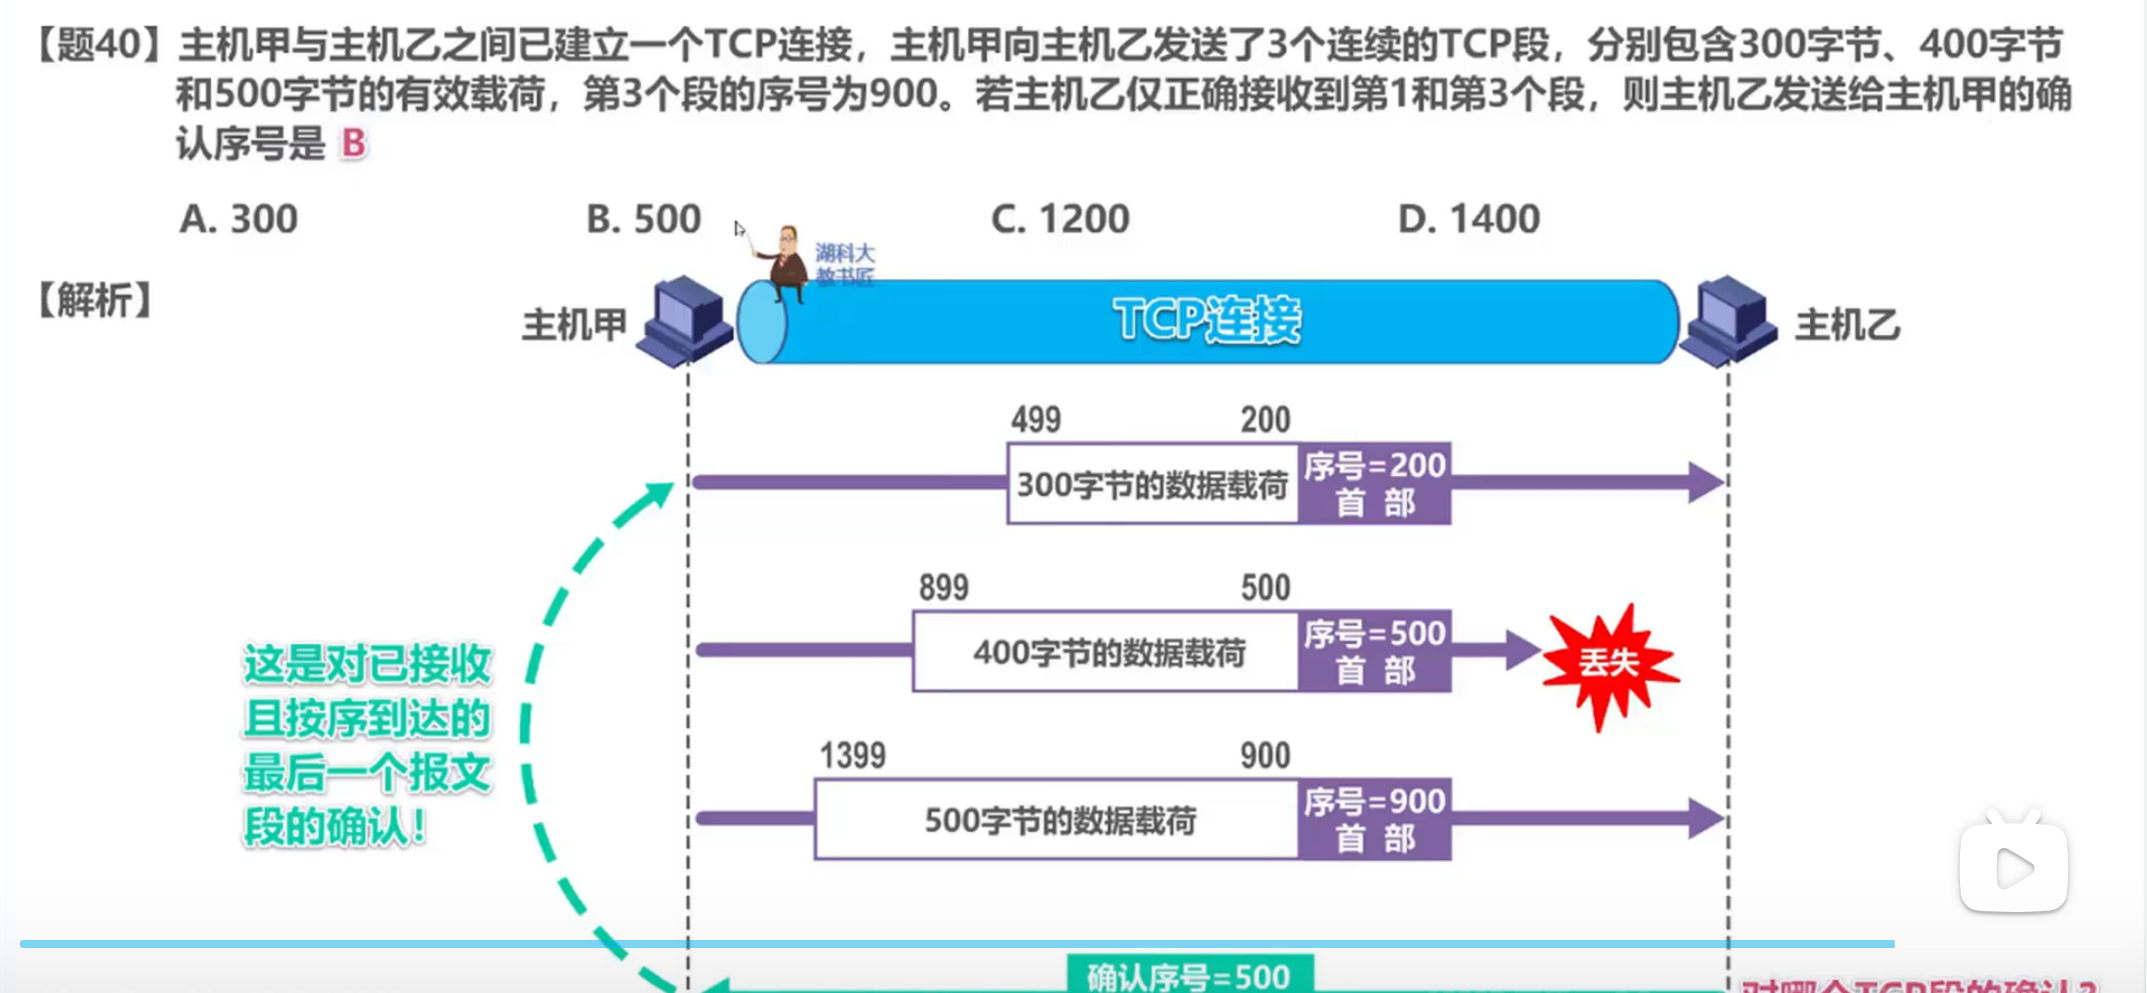 【题40】主机甲与主机乙之间已建立一个TCP连接，主机甲向主机乙发送了3个连续的TCP段，分别包含300字节、400字节
和500字节的有效载荷，第3个段的序号为900。若主机乙仅正确接收到第1和第3个段，则主机乙发送给主机甲的确
认序号是 B
A. 300 B. 500 C. 1200 D. 1400
湖科大
教书匠
【解析】
主机甲 TCP连接 主机乙
499 200
300字节的数据载荷 序号=200
首 部
899 500
400字节的数据载荷 序号=500
首 部
丢失
这是对已接收
且按序到达的
最后一个报文
段的确认！
1399 900
500字节的数据载荷 序号=900
首 部
确认序号=500
对哪个TCP段的确认？